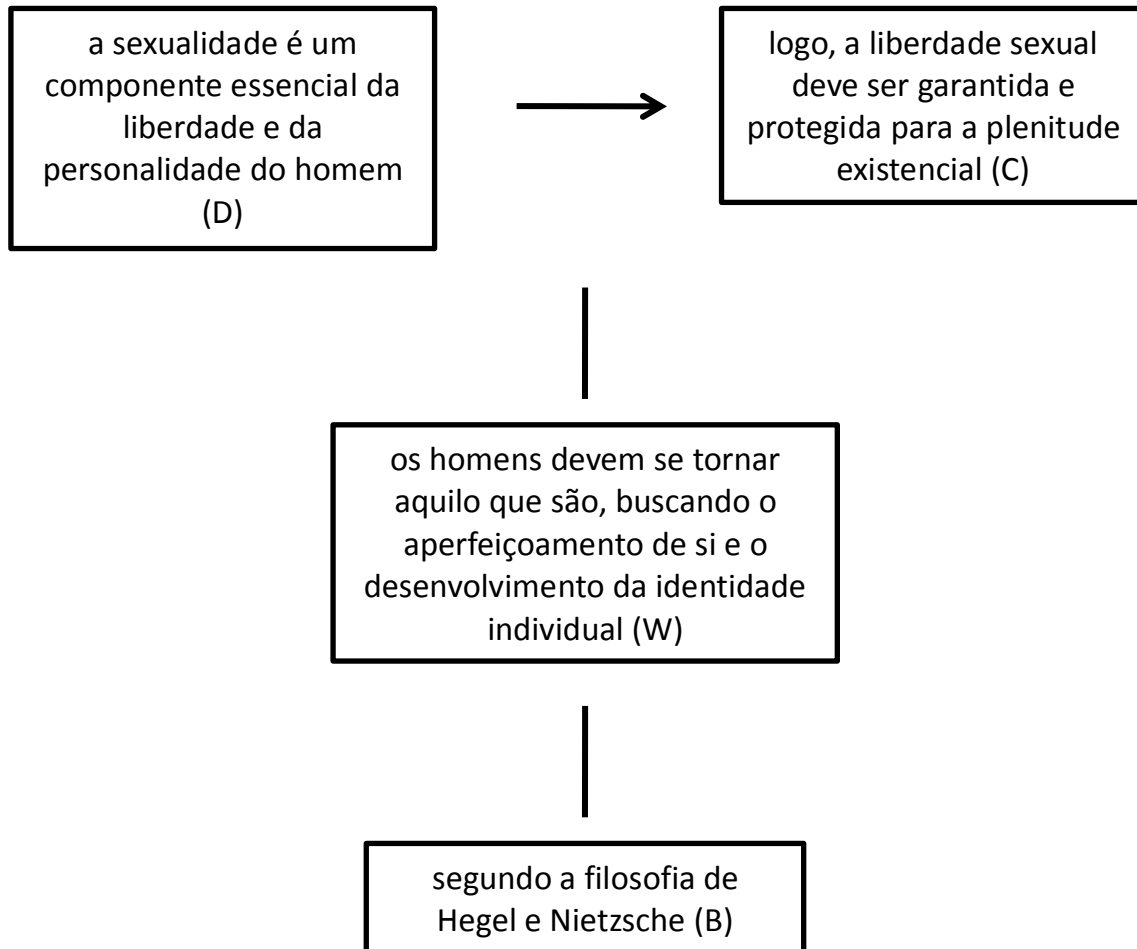 a sexualidade é um
componente essencial da
liberdade e da
personalidade do homem
(D)
logo, a liberdade sexual
deve ser garantida e
protegida para a plenitude
existencial (C)
os homens devem se tornar
aquilo que são, buscando o
aperfeiçoamento de si e o
desenvolvimento da identidade
individual (W)
segundo a filosofia de
Hegel e Nietzsche (B)